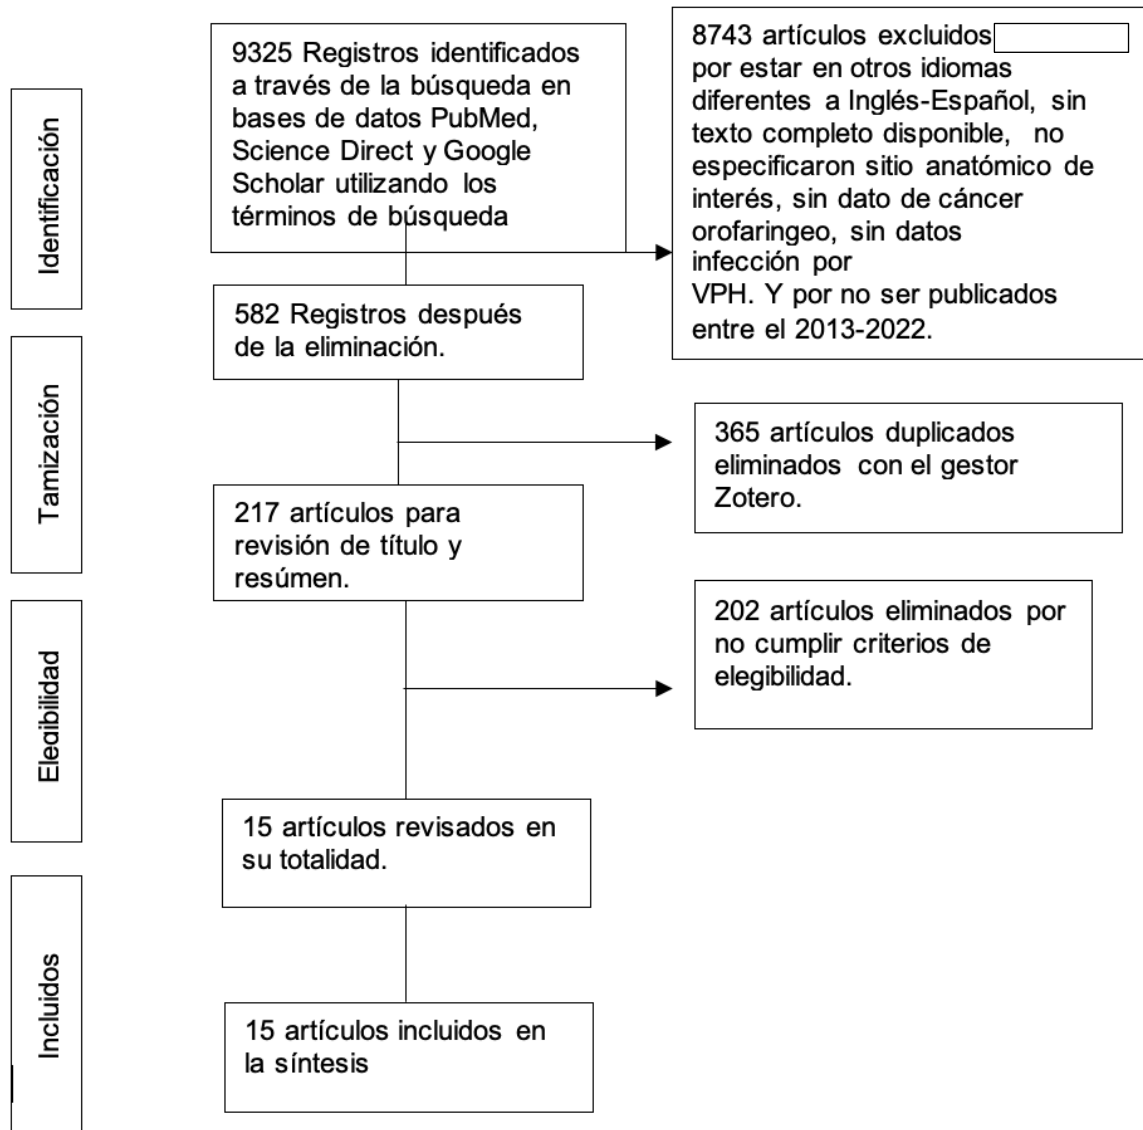 9325 Registros identificados
a través de la búsqueda en
bases de datos PubMed,
Science Direct y Google
Scholar utilizando los
términos de búsqueda
8743 artículos excluidos
por estar en otros idiomas
diferentes a Inglés-Español, sin
texto completo disponible, no
especificaron sitio anatómico de
interés, sin dato de cáncer
orofaringeo, sin datos
infección por
VPH. Y por no ser publicados
entre el 2013-2022.
Identificación
582 Registros después
de la eliminación.
Tamización
365 artículos duplicados
eliminados con el gestor
Zotero.
217 artículos para
revisión de título y
resúmen.
202 artículos eliminados por
no cumplir criterios de
elegibilidad.
Elegibilidad
15 artículos revisados en
su totalidad.
Incluidos
15 artículos incluidos en
la síntesis